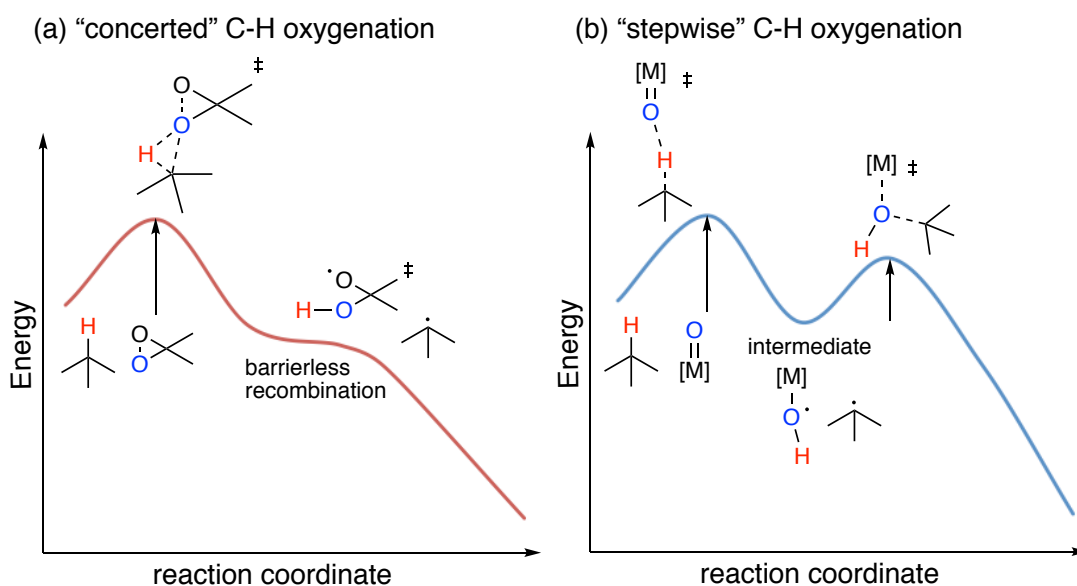 (a) “concerted” C-H oxygenation
O
‡
O
H
Energy
H
O
O
barrierless
recombination
O
‡
H
O
reaction coordinate
(b) “stepwise” C-H oxygenation
[M]
‡
O
H
Energy
H
O
[M]
intermediate
[M]
O
H
[M]
‡
O
H
reaction coordinate